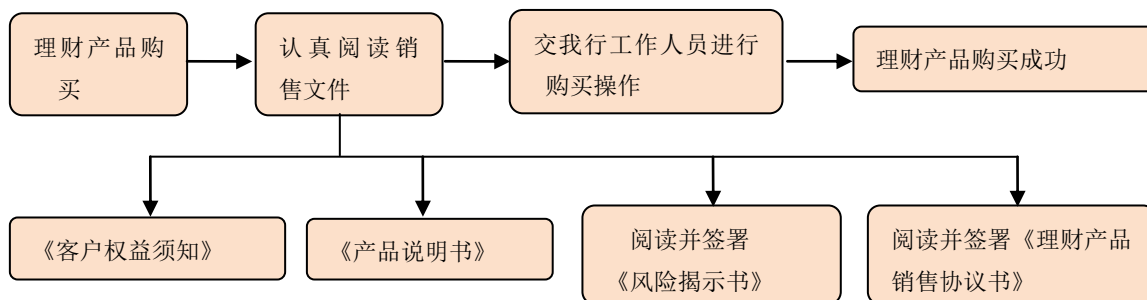 理财产品购
买
认真阅读销
售文件
交我行工作人员进行
购买操作
理财产品购买成功
《客户权益须知》
《产品说明书》
阅读并签署
《风险揭示书》
阅读并签署《理财产品
销售协议书》